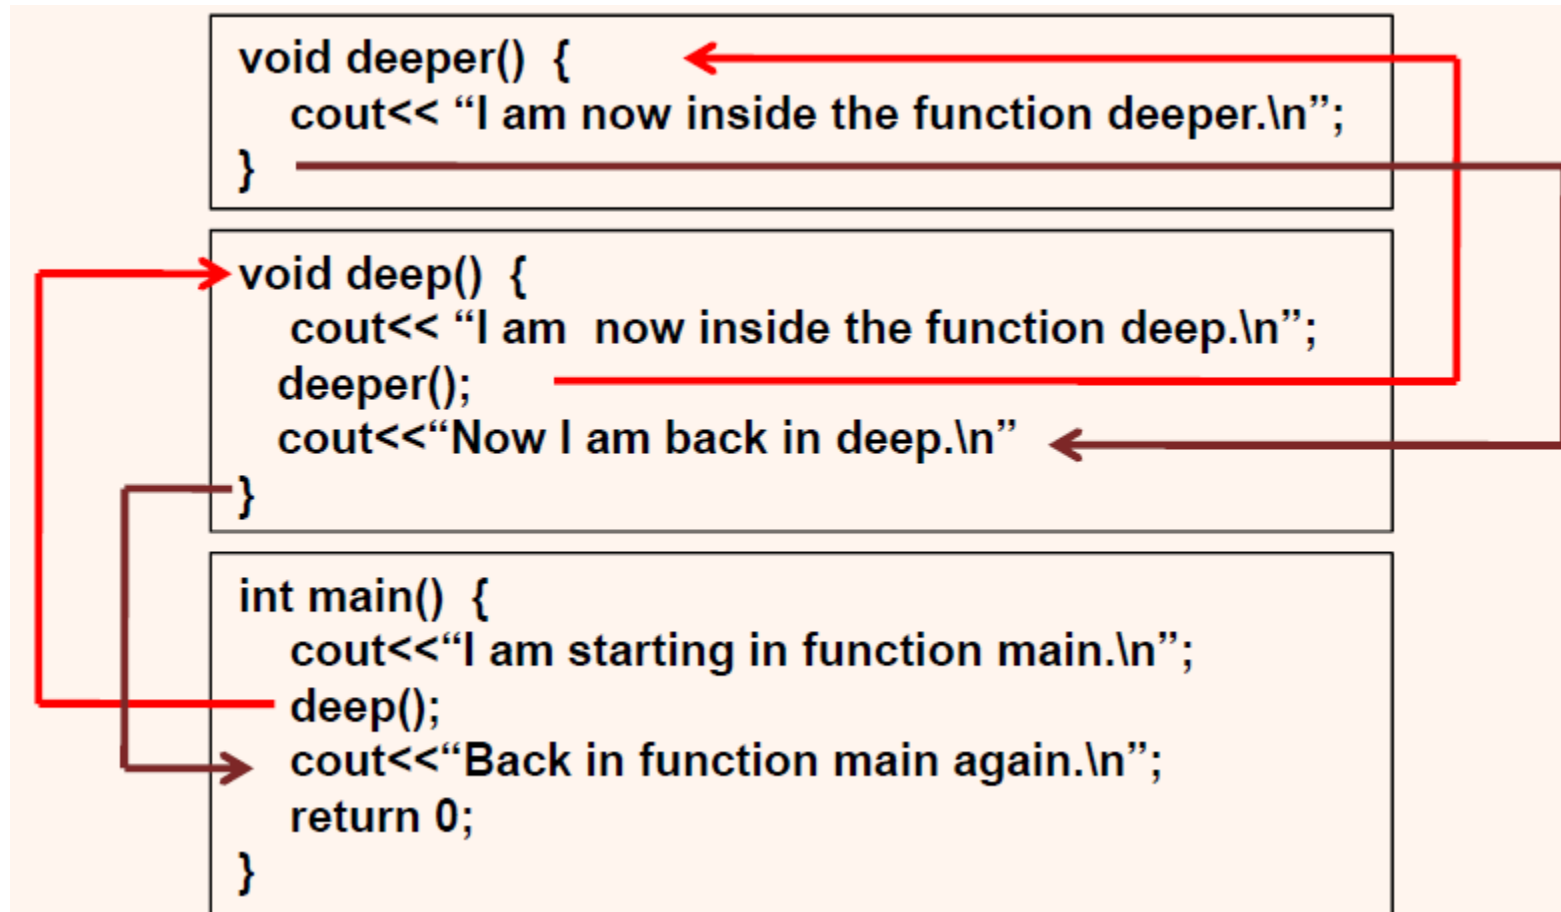 void deeper()  {
cout<< “I am now inside the function deeper.\n”;
}
void deep()  {
cout<< “I am  now inside the function deep.\n”;
deeper();
cout<<“Now I am back in deep.\n”
}
int main()  {
cout<<“I am starting in function main.\n”;
deep();
cout<<“Back in function main again.\n”;
return 0;
}